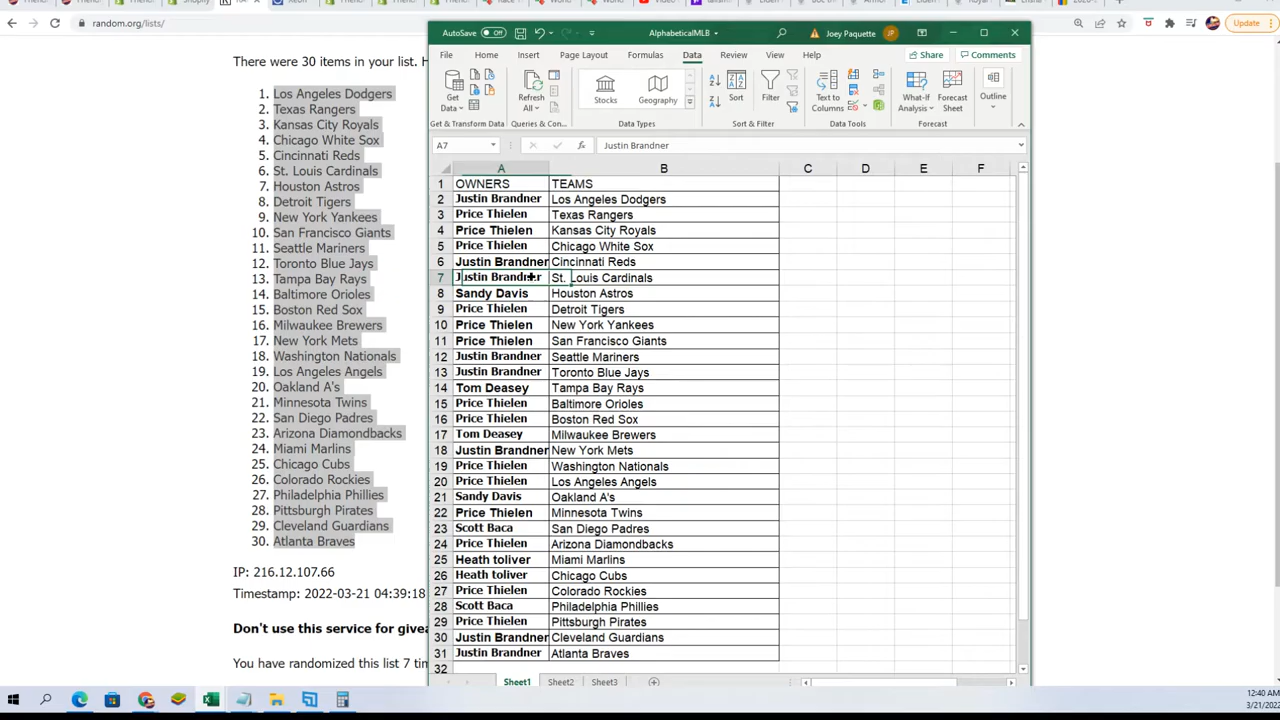 Shopify
random.org/lists/
Update
There were 30 items in your list. H
1. Los Angeles Dodgers
2. Texas Rangers
3. Kansas City Royals
4. Chicago White Sox
5. Cincinnati Reds
6. St. Louis Cardinals
7. Houston Astros
8. Detroit Tigers
9. New York Yankees
10. San Francisco Giants
11. Seattle Mariners
12. Toronto Blue Jays
13. Tampa Bay Rays
14. Baltimore Orioles
15. Boston Red Sox
16. Milwaukee Brewers
17. New York Mets
18. Washington Nationals
19. Los Angeles Angels
20. Oakland A's
21. Minnesota Twins
22. San Diego Padres
23. Arizona Diamondbacks
24. Miami Marlins
25. Chicago Cubs
26. Colorado Rockies
27. Philadelphia Phillies
28. Pittsburgh Pirates
29. Cleveland Guardians
30. Atlanta Braves
IP: 216.12.107.66
Timestamp: 2022-03-21 04:39:18
Don't use this service for givea
You have randomized this list 7 tim
AutoSave Off AlphabeticalMLB Joey Paquette JP
File Home Insert Page Layout Formulas Data Review View Help Share Comments
Get Data Refresh All Stocks Geography Sort Filter Text to Columns What-If Analysis Forecast Sheet Outline
Get & Transform Data Queries & Con... Data Types Sort & Filter Data Tools Forecast
A7 fx Justin Brandner
A B C D E F
1 OWNERS TEAMS
2 Justin Brandner Los Angeles Dodgers
3 Price Thielen Texas Rangers
4 Price Thielen Kansas City Royals
5 Price Thielen Chicago White Sox
6 Justin Brandner Cincinnati Reds
7 Justin Brandner St. Louis Cardinals
8 Sandy Davis Houston Astros
9 Price Thielen Detroit Tigers
10 Price Thielen New York Yankees
11 Price Thielen San Francisco Giants
12 Justin Brandner Seattle Mariners
13 Justin Brandner Toronto Blue Jays
14 Tom Deasey Tampa Bay Rays
15 Price Thielen Baltimore Orioles
16 Price Thielen Boston Red Sox
17 Tom Deasey Milwaukee Brewers
18 Justin Brandner New York Mets
19 Price Thielen Washington Nationals
20 Price Thielen Los Angeles Angels
21 Sandy Davis Oakland A's
22 Price Thielen Minnesota Twins
23 Scott Baca San Diego Padres
24 Price Thielen Arizona Diamondbacks
25 Heath toliver Miami Marlins
26 Heath toliver Chicago Cubs
27 Price Thielen Colorado Rockies
28 Scott Baca Philadelphia Phillies
29 Price Thielen Pittsburgh Pirates
30 Justin Brandner Cleveland Guardians
31 Justin Brandner Atlanta Braves
32
Sheet1 Sheet2 Sheet3
12:40 AM
3/21/2022